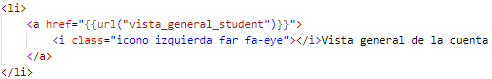 <li>
<a href="{{url("vista_general_student")}}">
<i class="icono izquierda far fa-eye"></i>Vista general de la cuenta
</a>
</li>